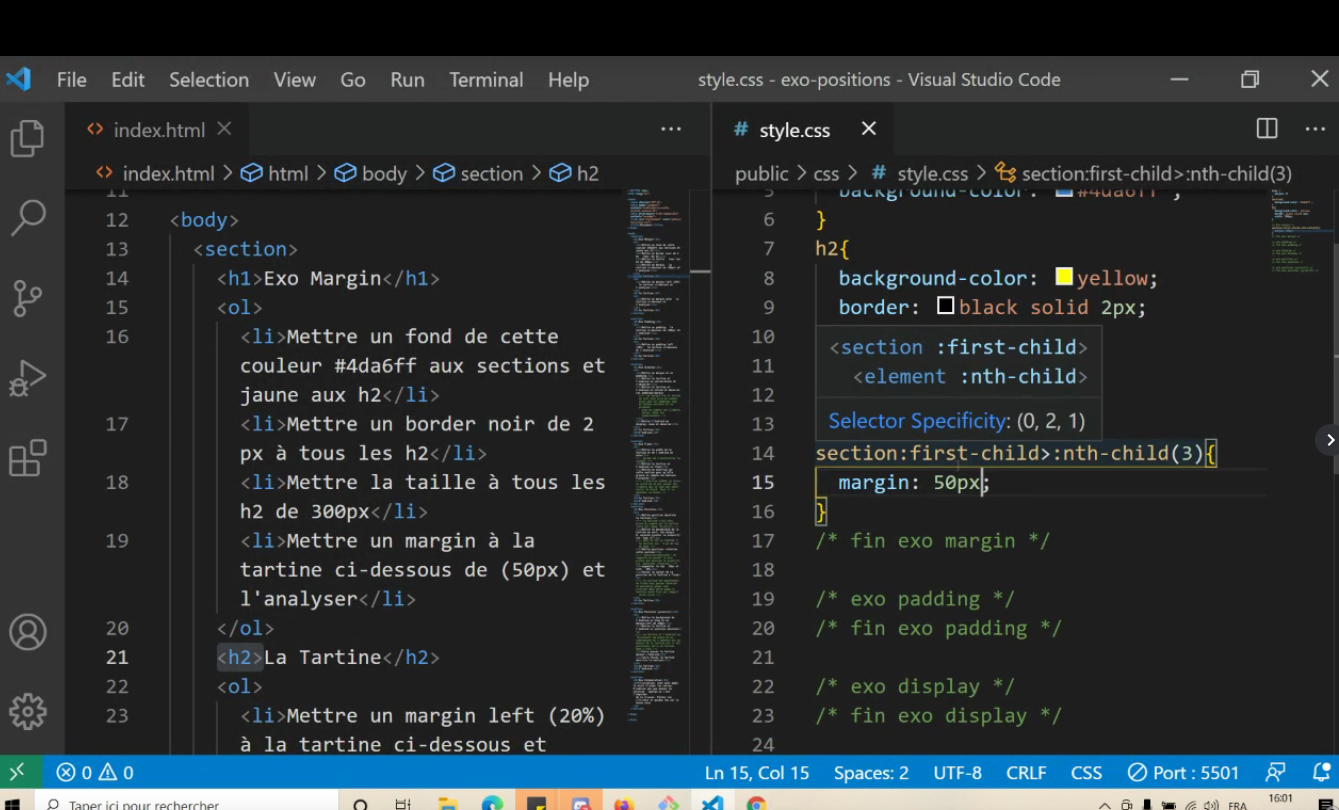 File Edit Selection View Go Run Terminal Help style.css - exo-positions - Visual Studio Code
index.html
index.html > html > body > section > h2
12 <body>
13 <section>
14 <h1>Exo Margin</h1>
15 <ol>
16 <li>Mettre un fond de cette
couleur #4da6ff aux sections et
jaune aux h2</li>
17 <li>Mettre un border noir de 2
px à tous les h2</li>
18 <li>Mettre la taille à tous les
h2 de 300px</li>
19 <li>Mettre un margin à la
tartine ci-dessous de (50px) et
l'analyser</li>
20 </ol>
21 <h2>La Tartine</h2>
22 <ol>
23 <li>Mettre un margin left (20%)
à la tartine ci-dessous et
# style.css
public > css > # style.css > section:first-child>:nth-child(3)
5 background-color: #4da6ff ;
6 }
7 h2{
8 background-color: yellow;
9 border: black solid 2px;
10 <section :first-child>
11 <element :nth-child>
12
13 Selector Specificity: (0, 2, 1)
14 section:first-child>:nth-child(3){
15 margin: 50px;
16 }
17 /* fin exo margin */
18
19 /* exo padding */
20 /* fin exo padding */
21
22 /* exo display */
23 /* fin exo display */
24
0 0 Ln 15, Col 15 Spaces: 2 UTF-8 CRLF CSS Port : 5501
Taper ici pour rechercher FRA 16:01